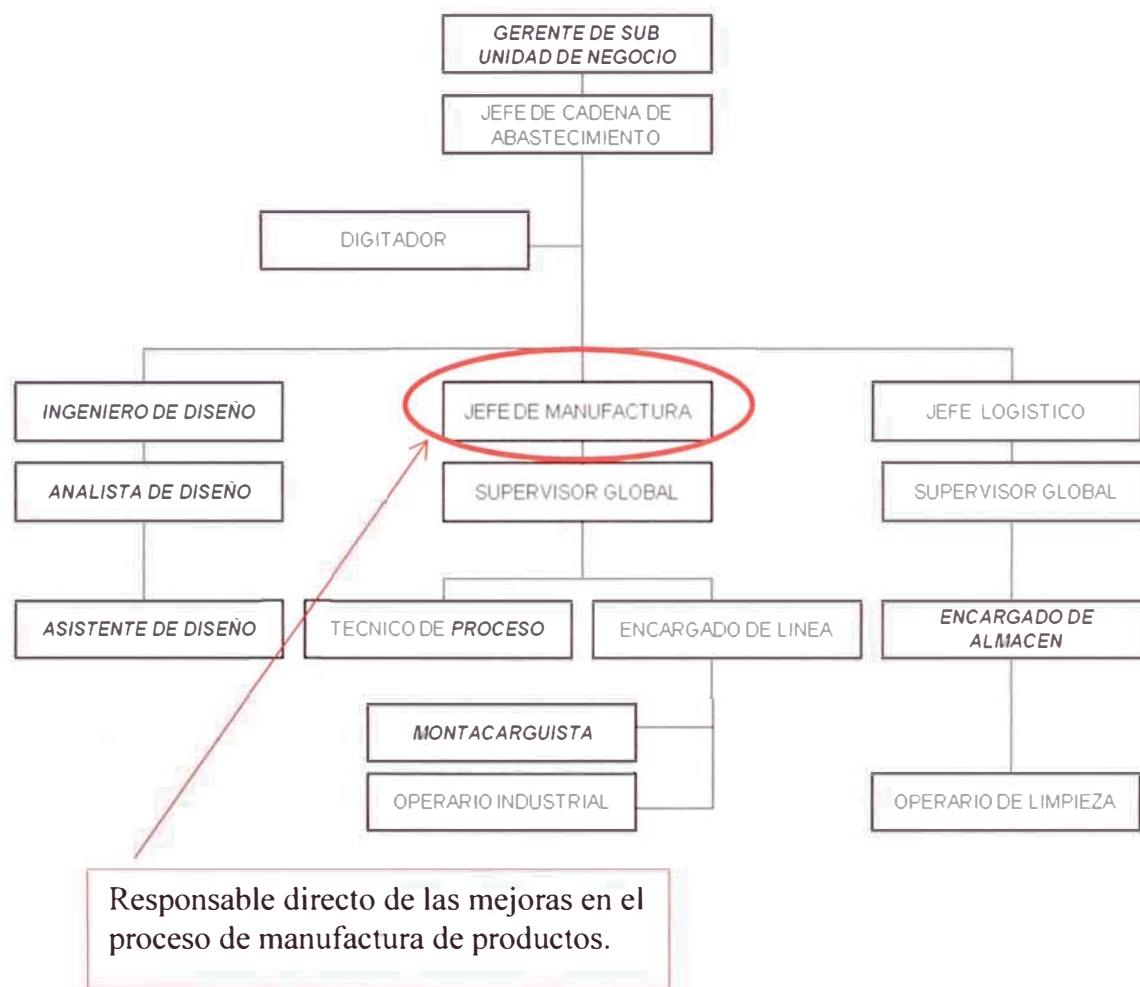 GERENTE DE SUB
UNIDAD DE NEGOCIO
JEFE DE CADENA DE
ABASTECIMIENTO
DIGITADOR
INGENIERO DE DISEÑO
JEFE DE MANUFACTURA
JEFE LOGISTICO
ANALISTA DE DISEÑO
SUPERVISOR GLOBAL
SUPERVISOR GLOBAL
ASISTENTE DE DISEÑO
TECNICO DE PROCESO
ENCARGADO DE LINEA
ENCARGADO DE
ALMACEN
MONTACARGUISTA
OPERARIO INDUSTRIAL
OPERARIO DE LIMPIEZA
Responsable directo de las mejoras en el
proceso de manufactura de productos.